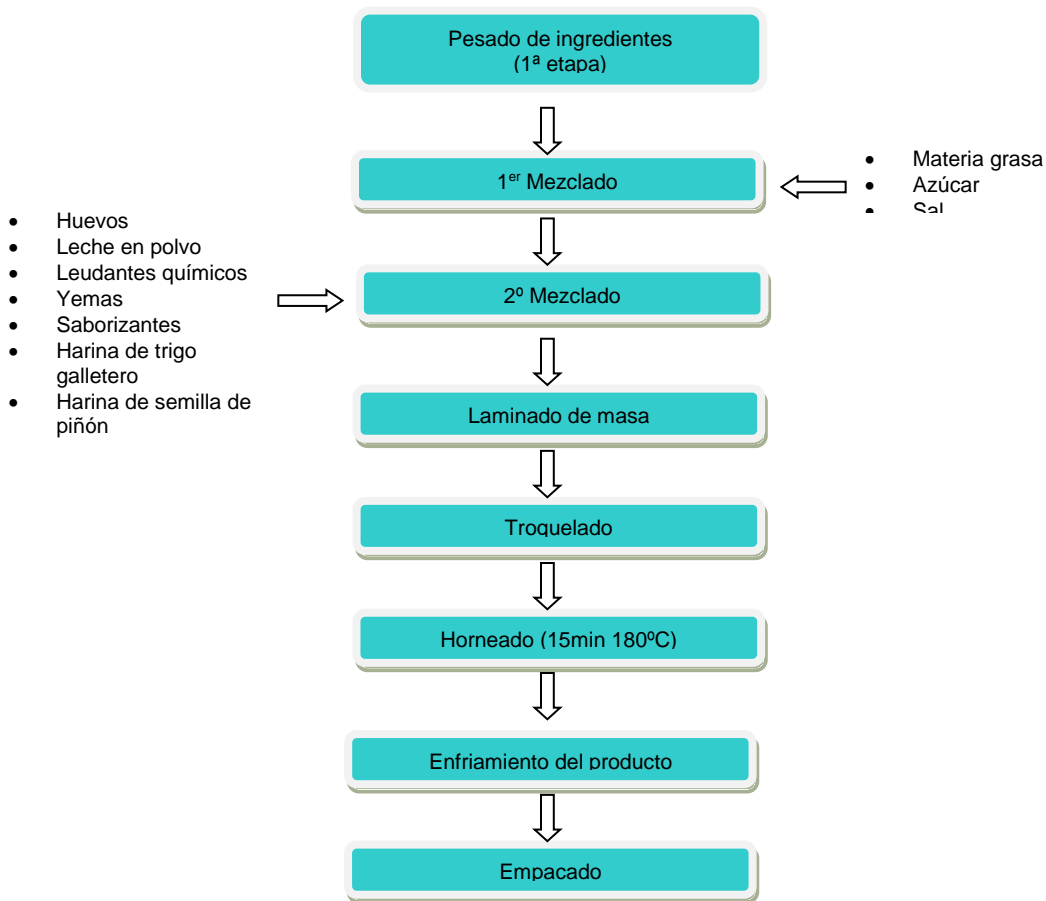 Pesado de ingredientes
(1ª etapa)
1er Mezclado
• Materia grasa
• Azúcar
• Sal
• Huevos
• Leche en polvo
• Leudantes químicos
• Yemas
• Saborizantes
• Harina de trigo
galletero
• Harina de semilla de
piñón
2º Mezclado
Laminado de masa
Troquelado
Horneado (15min 180ºC)
Enfriamiento del producto
Empacado